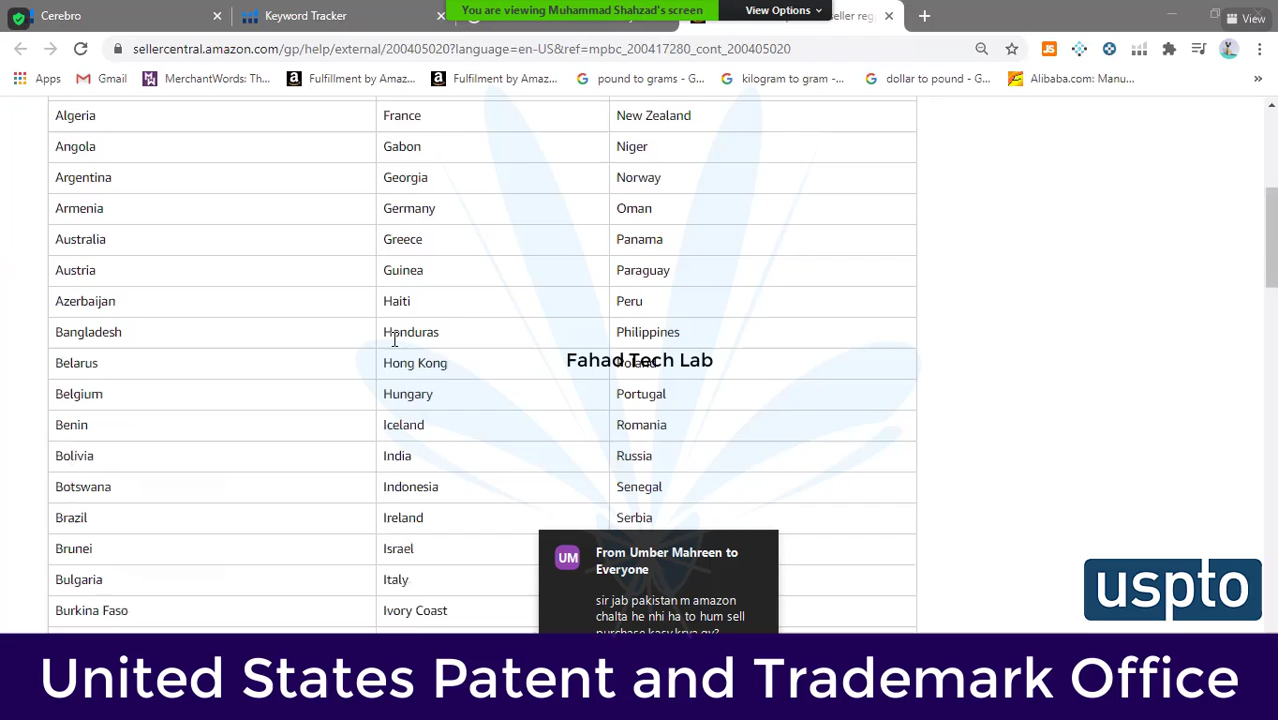 You are viewing Muhammad Shahzad's screen
View Options
Cerebro
Keyword Tracker
seller reg
View
sellercentral.amazon.com/gp/help/external/200405020?language=en-US&ref=mpbc_200417280_cont_200405020
Apps
Gmail
MerchantWords: Th...
Fulfillment by Amaz...
Fulfilment by Amaz...
pound to grams - G...
kilogram to gram -...
dollar to pound - G...
Alibaba.com: Manu...
Algeria France New Zealand
Angola Gabon Niger
Argentina Georgia Norway
Armenia Germany Oman
Australia Greece Panama
Austria Guinea Paraguay
Azerbaijan Haiti Peru
Bangladesh Honduras Philippines
Belarus Hong Kong Poland
Fahad Tech Lab
Belgium Hungary Portugal
Benin Iceland Romania
Bolivia India Russia
Botswana Indonesia Senegal
Brazil Ireland Serbia
Brunei Israel
Bulgaria Italy
Burkina Faso Ivory Coast
UM
From Umber Mahreen to
Everyone
sir jab pakistan m amazon
chalta he nhi ha to hum sell
purchase kasy krya gy?
uspto
United States Patent and Trademark Office